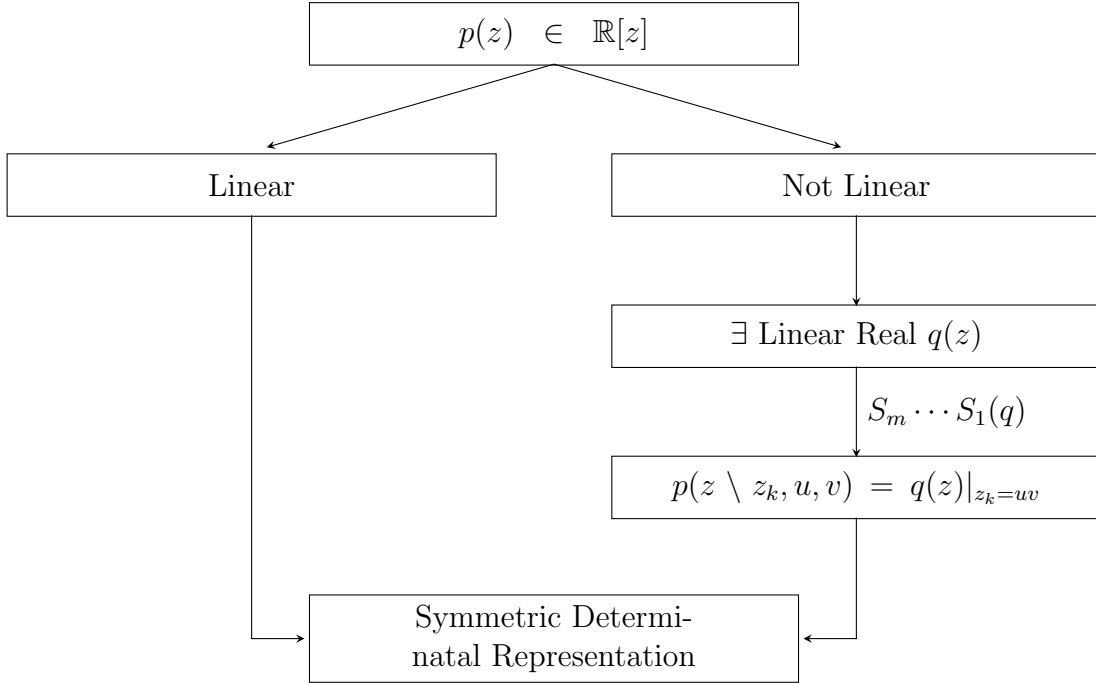 p(z) ∈ ℝ[z]
Linear
Not Linear
∃ Linear Real q(z)
S_m ⋯ S_1(q)
p(z \ z_k, u, v) = q(z)|_{z_k=uv}
Symmetric Determi-
natal Representation